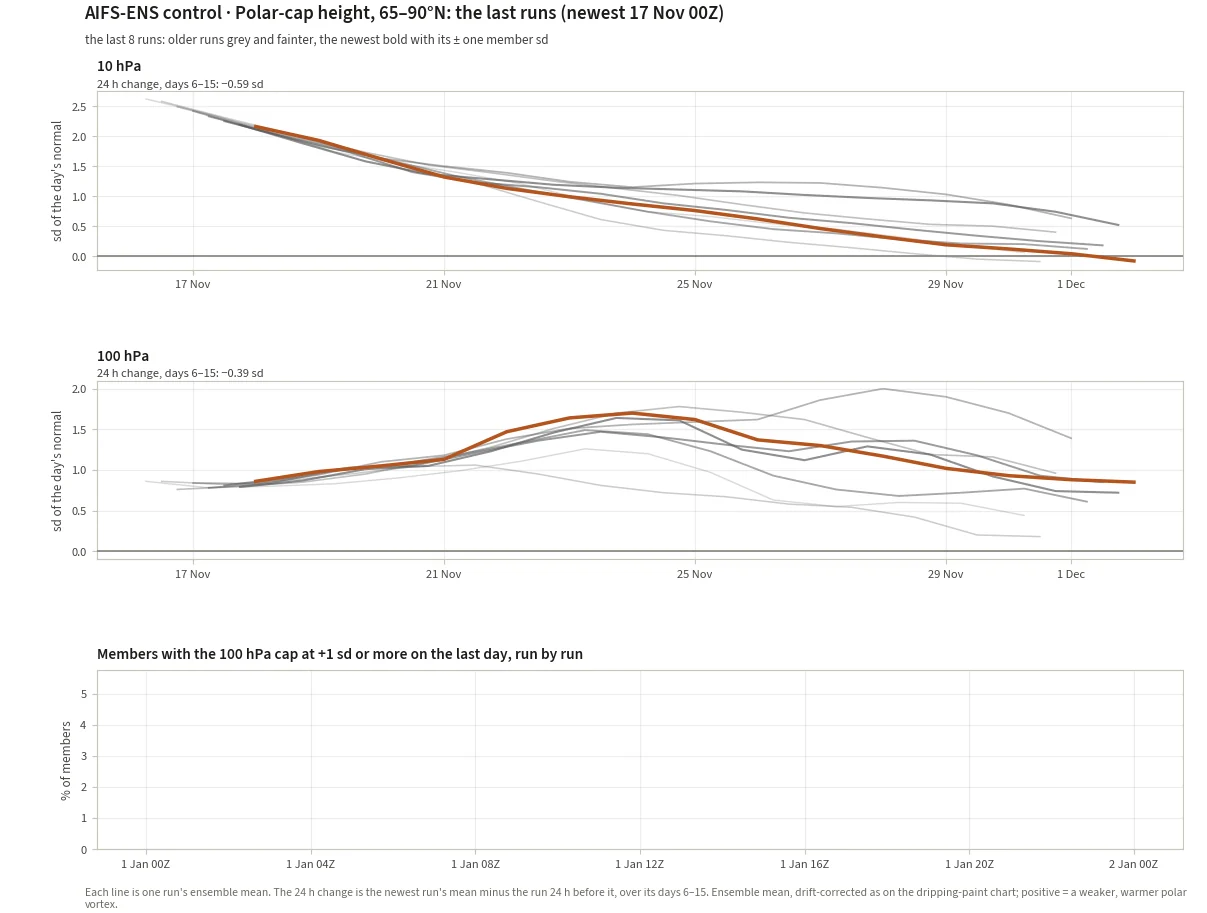 AIFS-ENS control · Polar-cap height, 65–90°N: the last runs (newest 17 Nov 00Z)
the last 8 runs: older runs grey and fainter, the newest bold with its ± one member sd
10 hPa
24 h change, days 6–15: −0.59 sd
sd of the day's normal
2.5
2.0
1.5
1.0
0.5
0.0
17 Nov
21 Nov
25 Nov
29 Nov
1 Dec
100 hPa
24 h change, days 6–15: −0.39 sd
sd of the day's normal
2.0
1.5
1.0
0.5
0.0
17 Nov
21 Nov
25 Nov
29 Nov
1 Dec
Members with the 100 hPa cap at +1 sd or more on the last day, run by run
% of members
5
4
3
2
1
0
1 Jan 00Z
1 Jan 04Z
1 Jan 08Z
1 Jan 12Z
1 Jan 16Z
1 Jan 20Z
2 Jan 00Z
Each line is one run's ensemble mean. The 24 h change is the newest run's mean minus the run 24 h before it, over its days 6–15. Ensemble mean, drift-corrected as on the dripping-paint chart; positive = a weaker, warmer polar
vortex.